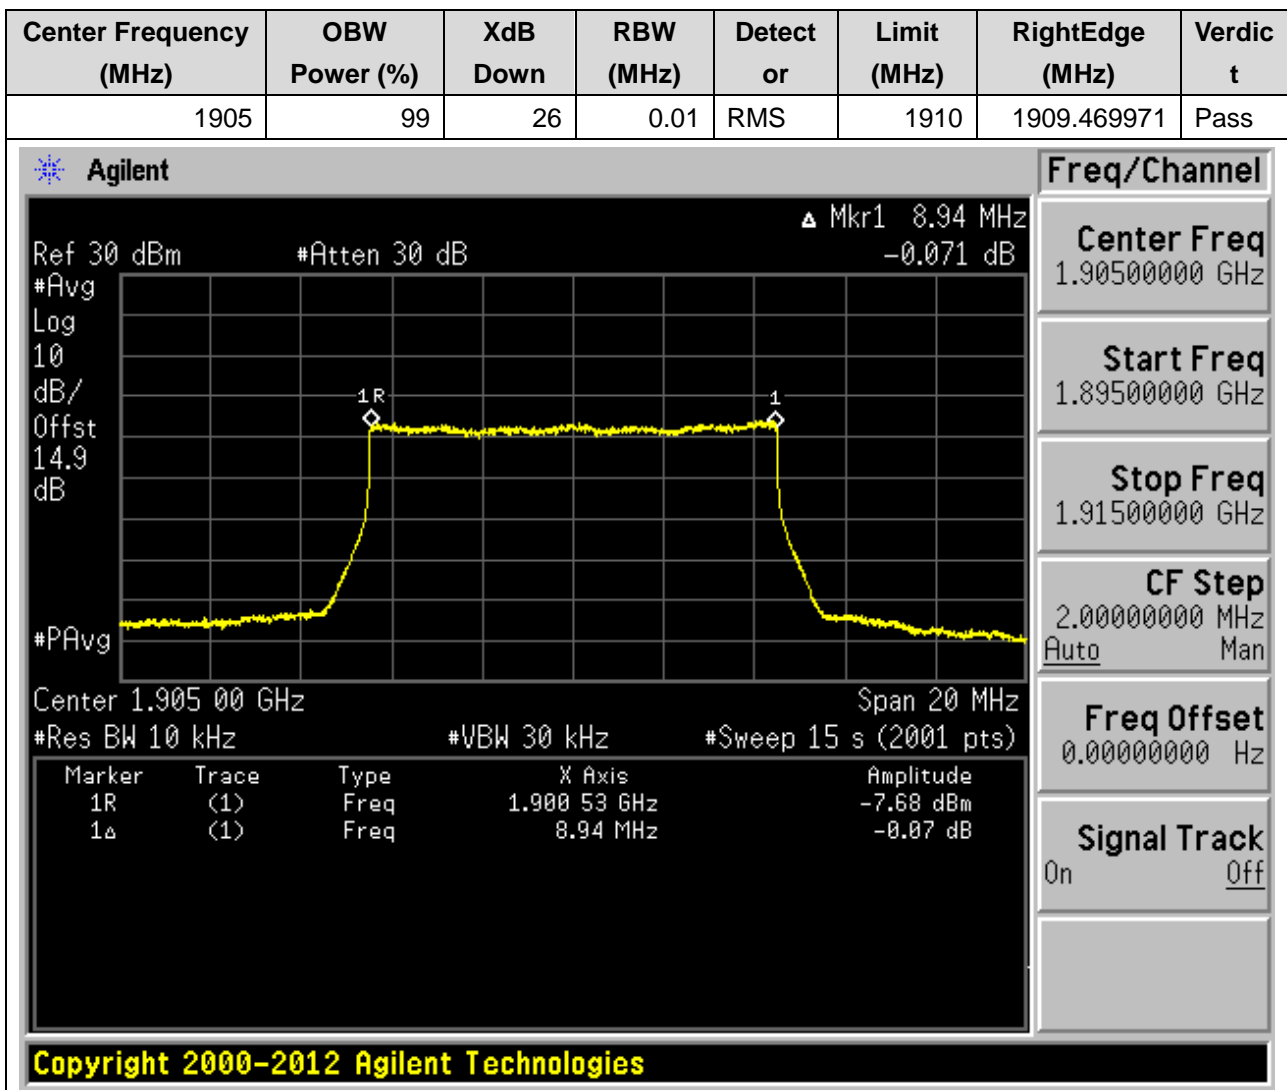 Center Frequency (MHz) OBW Power (%) XdB Down RBW (MHz) Detect or Limit (MHz) RightEdge (MHz) Verdic t
1905 99 26 0.01 RMS 1910 1909.469971 Pass
Agilent
Freq/Channel
Δ Mkr1 8.94 MHz
Ref 30 dBm #Atten 30 dB -0.071 dB
#Avg
Log
10
dB/
Offst
14.9
dB
1R
1
#PAvg
Center 1.905 00 GHz Span 20 MHz
#Res BW 10 kHz #VBW 30 kHz #Sweep 15 s (2001 pts)
Marker Trace Type X Axis Amplitude
1R (1) Freq 1.900 53 GHz -7.68 dBm
1Δ (1) Freq 8.94 MHz -0.07 dB
Center Freq
1.90500000 GHz
Start Freq
1.89500000 GHz
Stop Freq
1.91500000 GHz
CF Step
2.00000000 MHz
Auto Man
Freq Offset
0.00000000 Hz
Signal Track
On Off
Copyright 2000-2012 Agilent Technologies